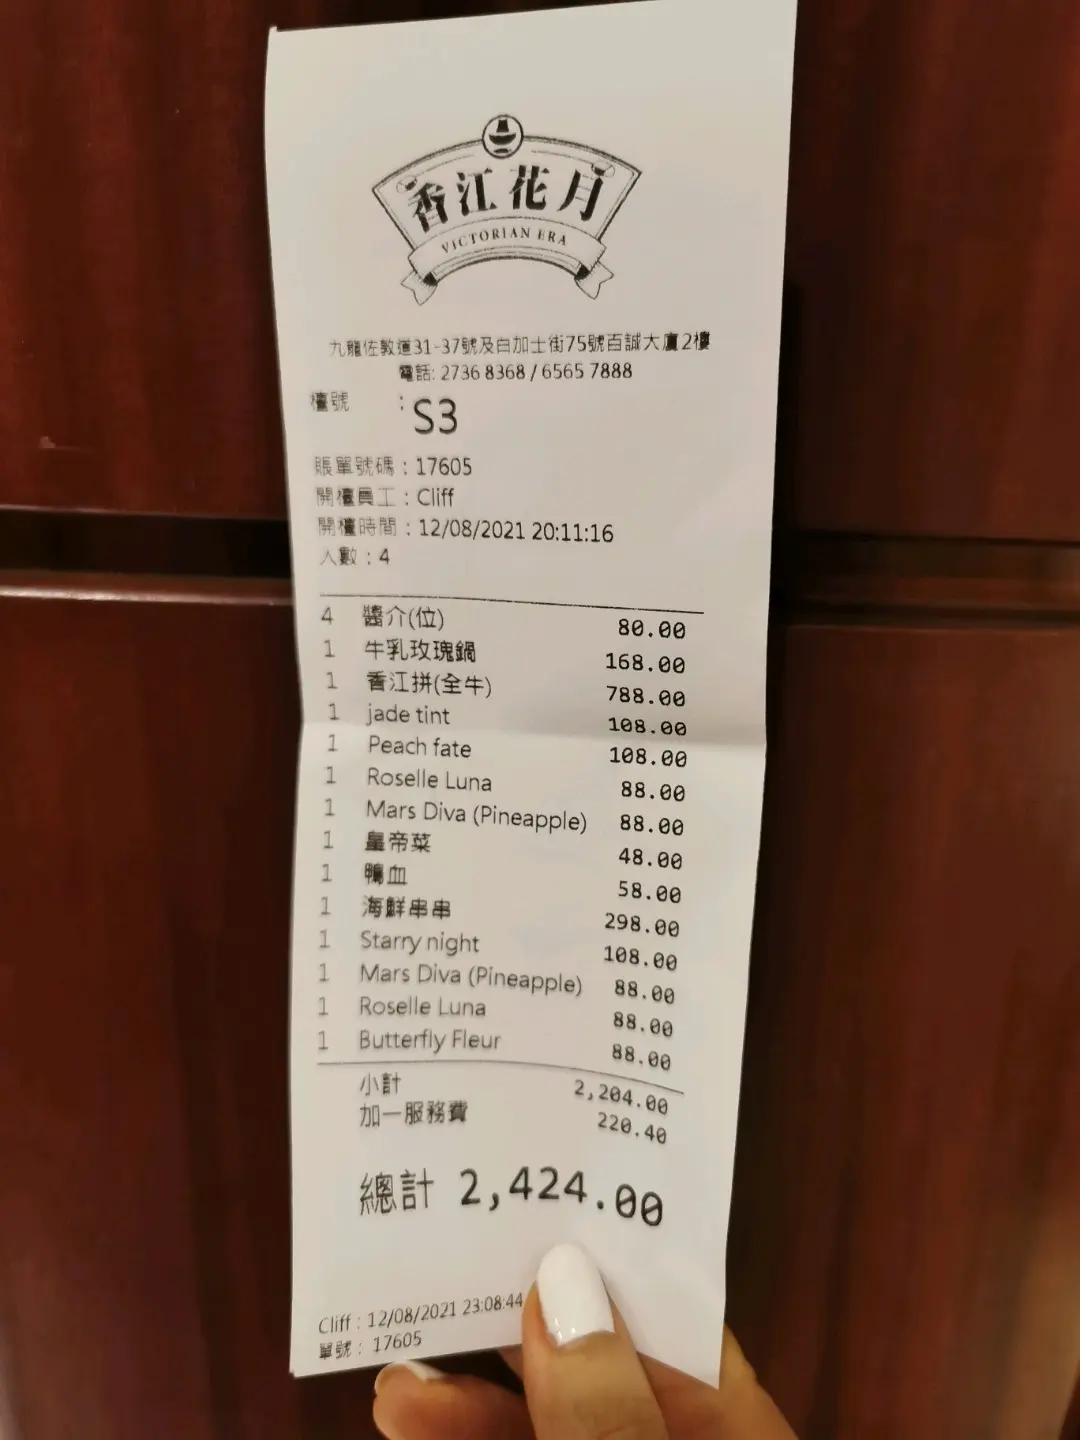 香江花月
VICTORIAN ERA
九龍佐敦道31-37號及白加士街75號百誠大廈2樓
電話: 2736 8368 / 6565 7888
檯號 : S3
賬單號碼 : 17605
開檯員工 : Cliff
開檯時間 : 12/08/2021 20:11:16
人數 : 4
4 醬介(位) 80.00
1 牛乳玫瑰鍋 168.00
1 香江拼(全牛) 788.00
1 jade tint 108.00
1 Peach fate 108.00
1 Roselle Luna 88.00
1 Mars Diva (Pineapple) 88.00
1 皇帝菜 48.00
1 鴨血 58.00
1 海鮮串串 298.00
1 Starry night 108.00
1 Mars Diva (Pineapple) 88.00
1 Roselle Luna 88.00
1 Butterfly Fleur 88.00
小計 2,204.00
加一服務費 220.40
總計 2,424.00
Cliff : 12/08/2021 23:08:44
單號 : 17605